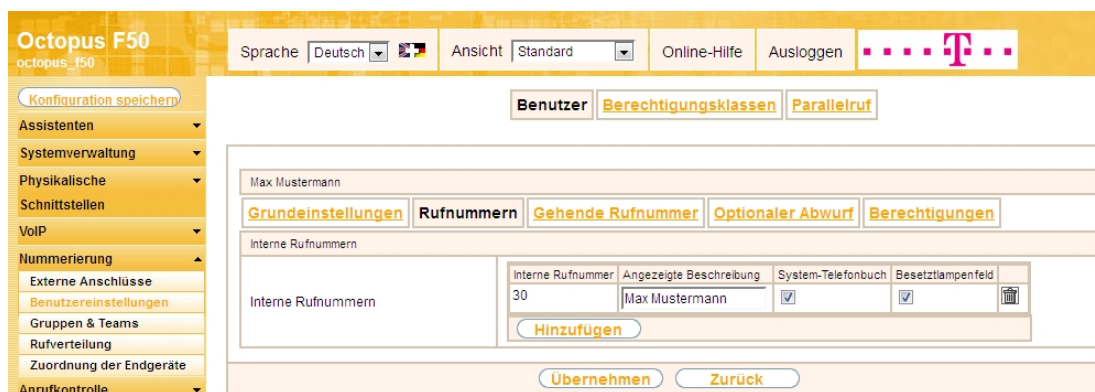 Octopus F50
octopus_f50
Sprache Deutsch Ansicht Standard Online-Hilfe Ausloggen T
Konfiguration speichern
Assistenten
Systemverwaltung
Physikalische
Schnittstellen
VoIP
Nummerierung
Externe Anschlüsse
Benutzereinstellungen
Gruppen & Teams
Rufverteilung
Zuordnung der Endgeräte
Anrufkontrolle
Benutzer Berechtigungsklassen Parallelruf
Max Mustermann
Grundeinstellungen Rufnummern Gehende Rufnummer Optionaler Abwurf Berechtigungen
Interne Rufnummern
Interne Rufnummern
Interne Rufnummer Angezeigte Beschreibung System-Telefonbuch Besetztlampenfeld
30 Max Mustermann
Hinzufügen
Übernehmen Zurück